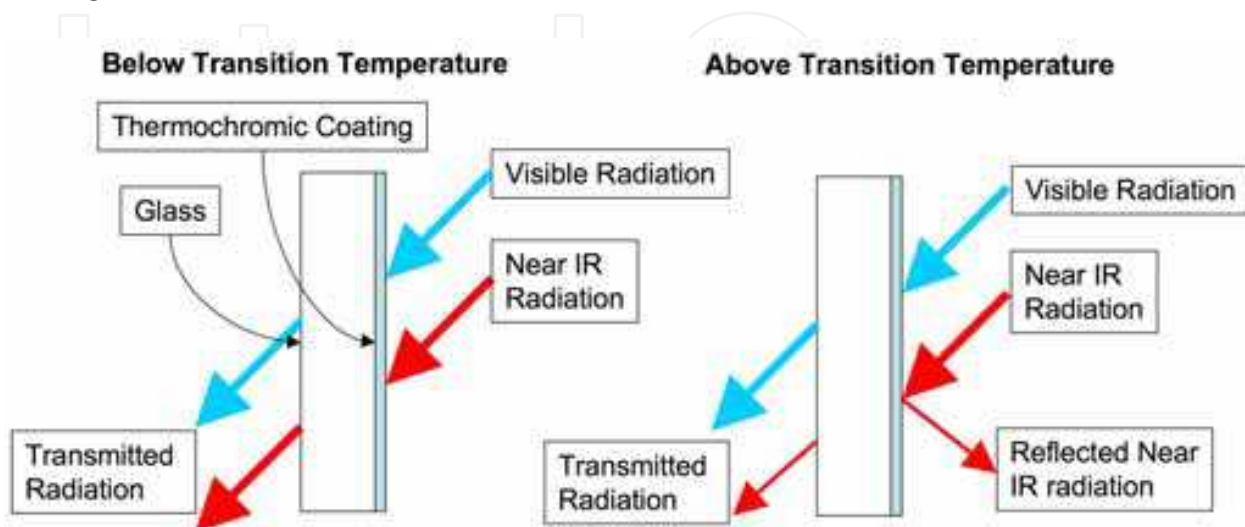 Below Transition Temperature
Thermochromic Coating
Glass
Visible Radiation
Near IR
Radiation
Transmitted
Radiation
Above Transition Temperature
Visible Radiation
Near IR
Radiation
Transmitted
Radiation
Reflected Near
IR radiation